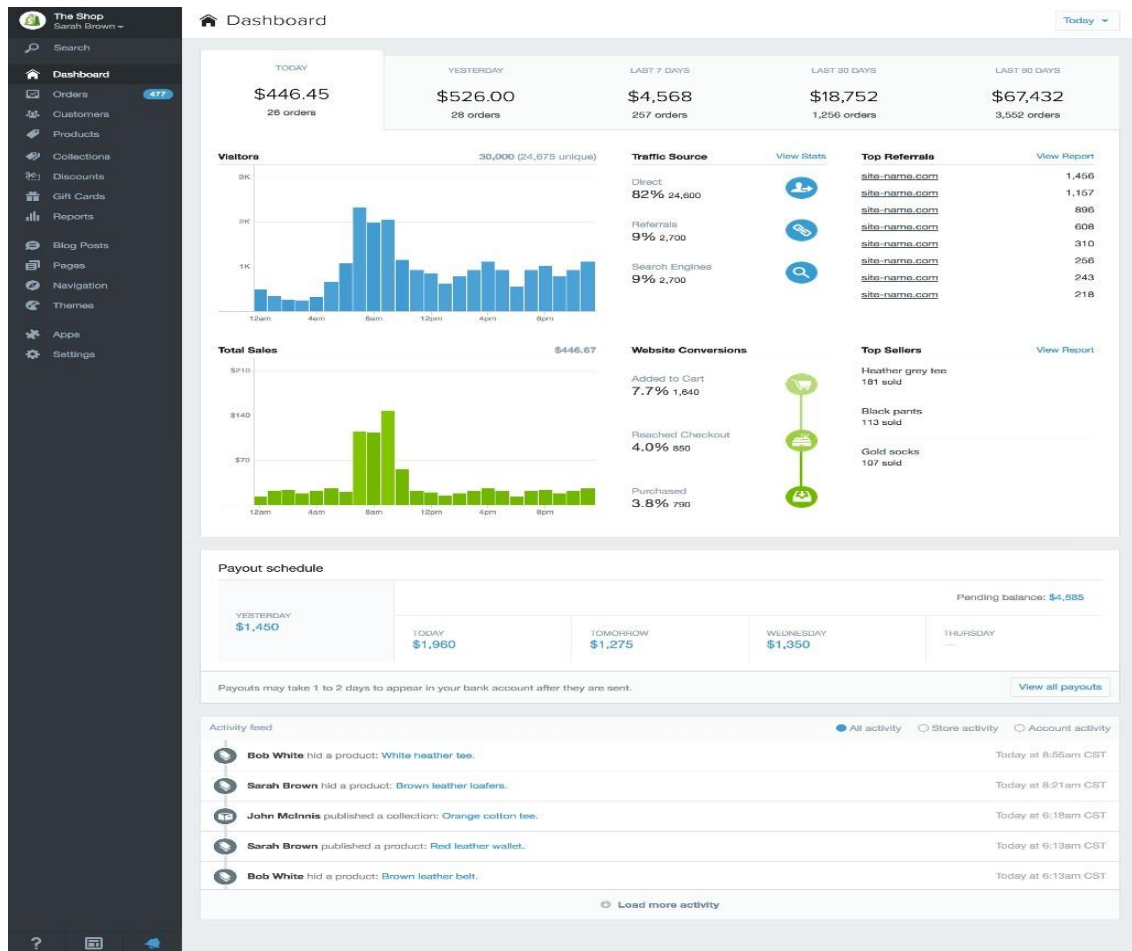 The Shop
Sarah Brown
Search
Dashboard
Orders 477
Customers
Products
Collections
Discounts
Gift Cards
Reports
Blog Posts
Pages
Navigation
Themes
Apps
Settings
?
Dashboard
Today
TODAY
$446.45
26 orders
YESTERDAY
$526.00
28 orders
LAST 7 DAYS
$4,568
257 orders
LAST 30 DAYS
$18,752
1,256 orders
LAST 90 DAYS
$67,432
3,552 orders
Visitors 30,000 (24,675 unique)
3K
2K
1K
12am 4am 8am 12pm 4pm 8pm
Traffic Source View Stats
Direct
82% 24,600
Referrals
9% 2,700
Search Engines
9% 2,700
Top Referrals View Report
site-name.com 1,456
site-name.com 1,157
site-name.com 896
site-name.com 608
site-name.com 310
site-name.com 256
site-name.com 243
site-name.com 218
Total Sales $446.67
$210
$140
$70
12am 4am 8am 12pm 4pm 8pm
Website Conversions
Added to Cart
7.7% 1,640
Reached Checkout
4.0% 850
Purchased
3.8% 790
Top Sellers View Report
Heather grey tee
181 sold
Black pants
113 sold
Gold socks
107 sold
Payout schedule
Pending balance: $4,585
YESTERDAY
$1,450
TODAY
$1,960
TOMORROW
$1,275
WEDNESDAY
$1,350
THURSDAY
—
Payouts may take 1 to 2 days to appear in your bank account after they are sent. View all payouts
Activity feed All activity Store activity Account activity
Bob White hid a product: White heather tee. Today at 8:55am CST
Sarah Brown hid a product: Brown leather loafers. Today at 8:21am CST
John McInnis published a collection: Orange cotton tee. Today at 6:18am CST
Sarah Brown published a product: Red leather wallet. Today at 6:13am CST
Bob White hid a product: Brown leather belt. Today at 6:13am CST
Load more activity